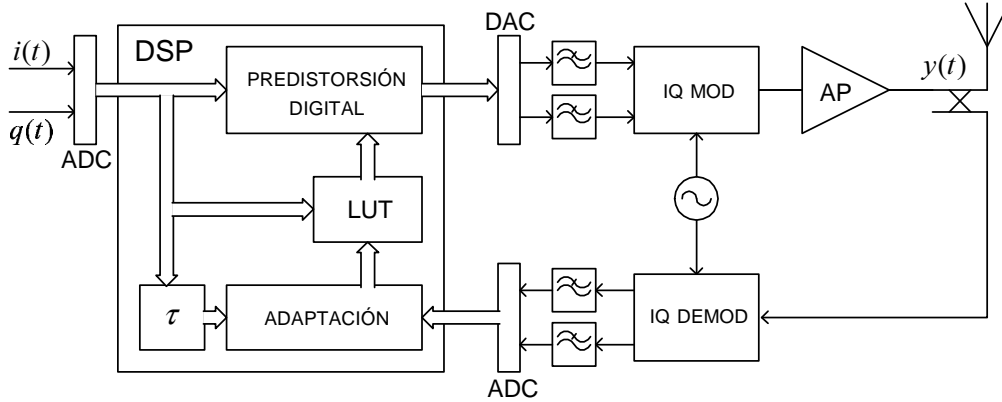 DAC
i(t)
DSP
PREDISTORSIÓN
DIGITAL
IQ MOD
AP
y(t)
q(t)
ADC
LUT
τ
ADAPTACIÓN
IQ DEMOD
ADC